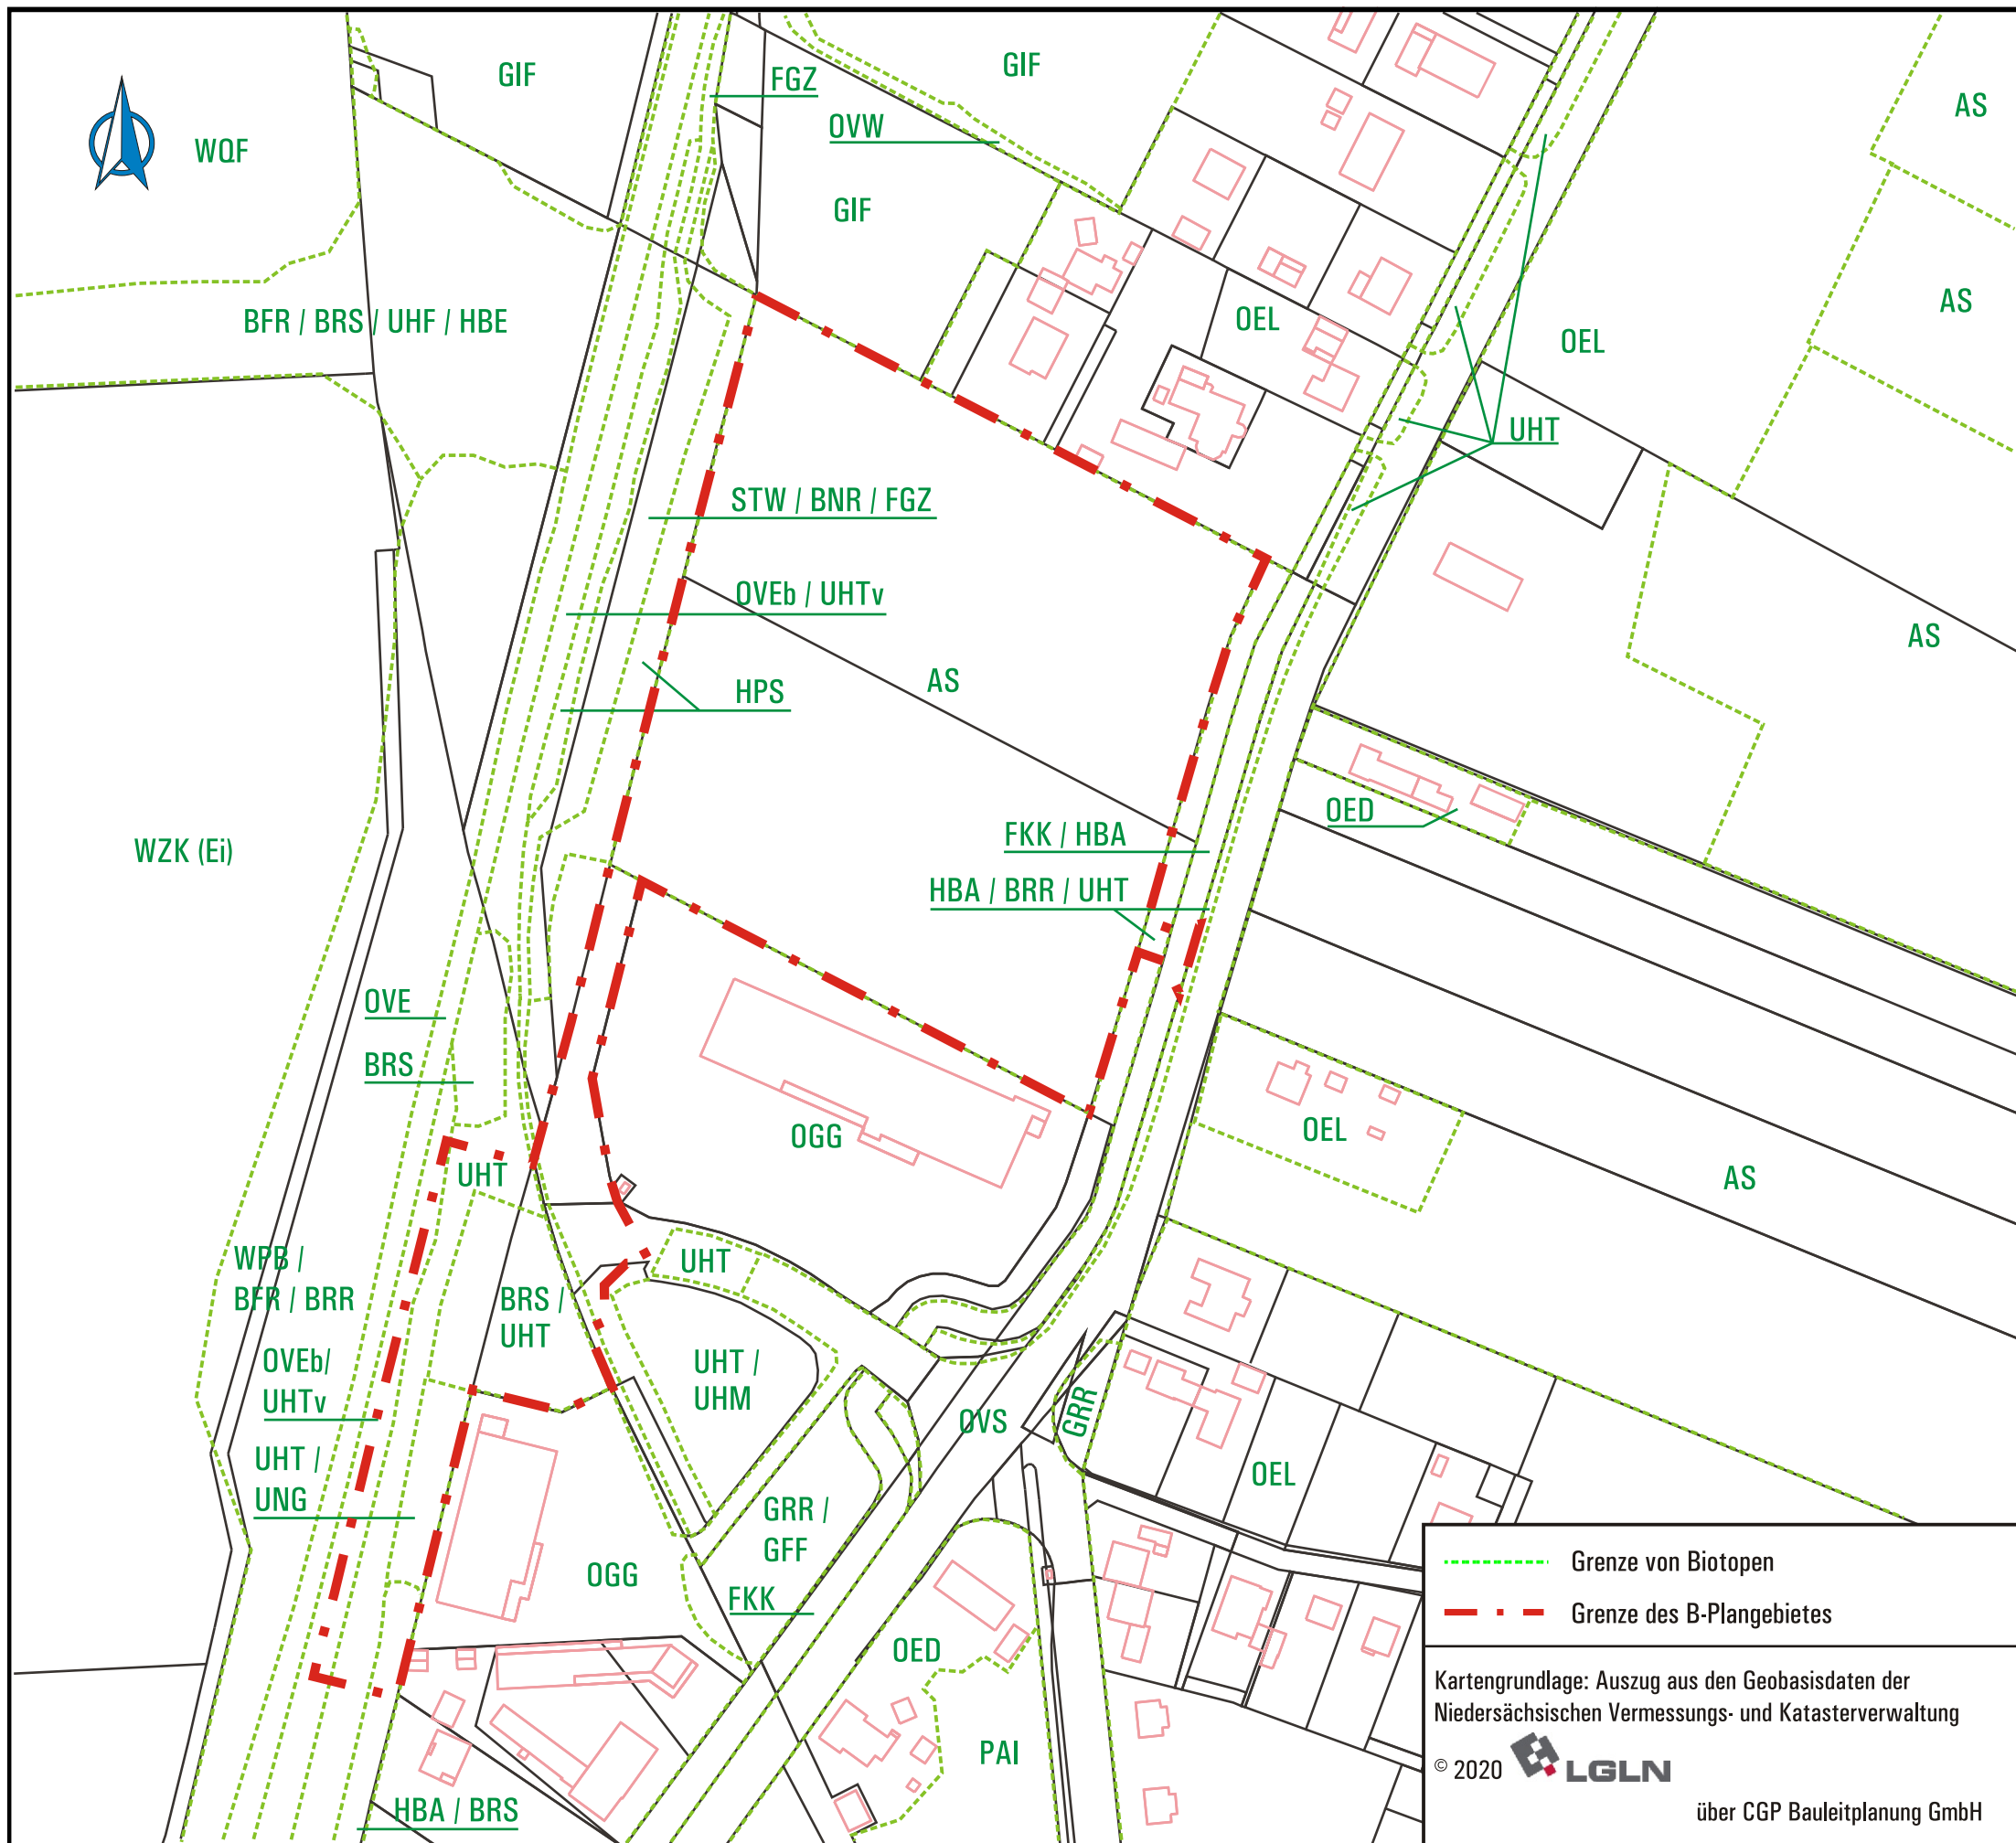 GIF
FGZ
GIF
AS
OVW
WQF
GIF
AS
BFR / BRS / UHF / HBE
OEL
OEL
UHT
STW / BNR / FGZ
OVEb / UHTv
AS
AS
HPS
OED
FKK / HBA
WZK (Ei)
HBA / BRR / UHT
OVE
BRS
OGG
OEL
UHT
AS
WPB /
BFR / BRR
UHT
BRS /
UHT
OVEb/
UHTv
UHT /
UHM
GRR
OVS
UHT /
UNG
OEL
GRR /
GFF
OGG
FKK
OED
PAI
HBA / BRS
Grenze von Biotopen
Grenze des B-Plangebietes
Kartengrundlage: Auszug aus den Geobasisdaten der
Niedersächsischen Vermessungs- und Katasterverwaltung
© 2020 LGLN
über CGP Bauleitplanung GmbH